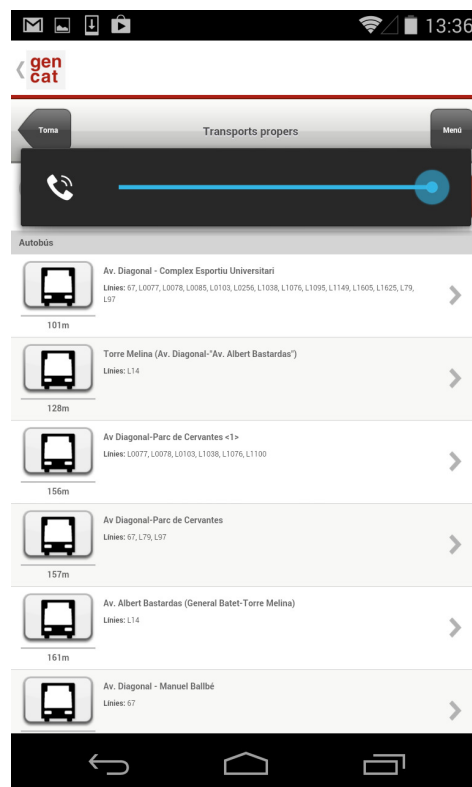 13:36
gen
cat
Torna
Transports propers
Menú
Autobús
Av. Diagonal - Complex Esportiu Universitari
Línies: 67, L0077, L0078, L0085, L0103, L0256, L1038, L1076, L1095, L1149, L1605, L1625, L79,
L97
101m
Torre Melina (Av. Diagonal-"Av. Albert Bastardas")
Línies: L14
128m
Av Diagonal-Parc de Cervantes <1>
Línies: L0077, L0078, L0103, L1038, L1076, L1100
156m
Av Diagonal-Parc de Cervantes
Línies: 67, L79, L97
157m
Av. Albert Bastardas (General Batet-Torre Melina)
Línies: L14
161m
Av. Diagonal - Manuel Ballbé
Línies: 67